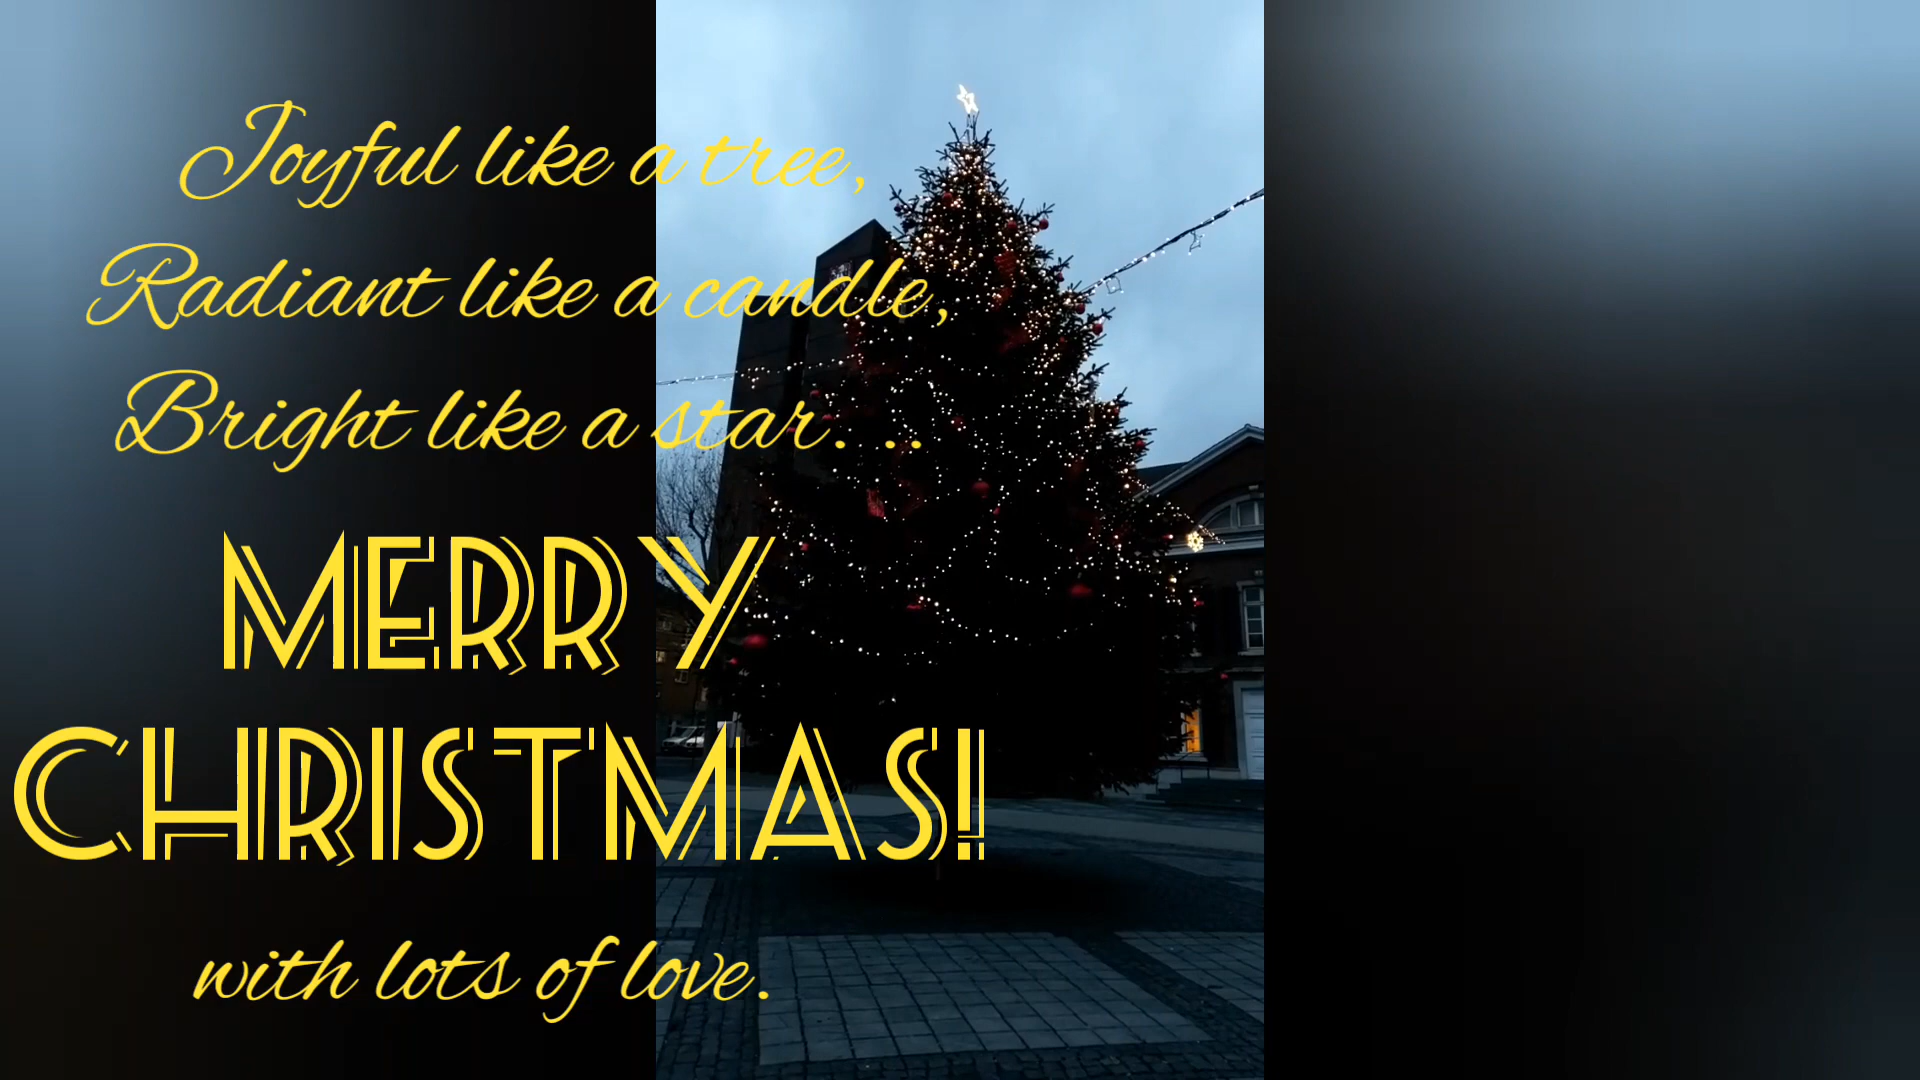 Joyful like a tree,
Radiant like a candle,
Bright like a star. ..
MERRY
CHRISTMAS!
with lots of love.